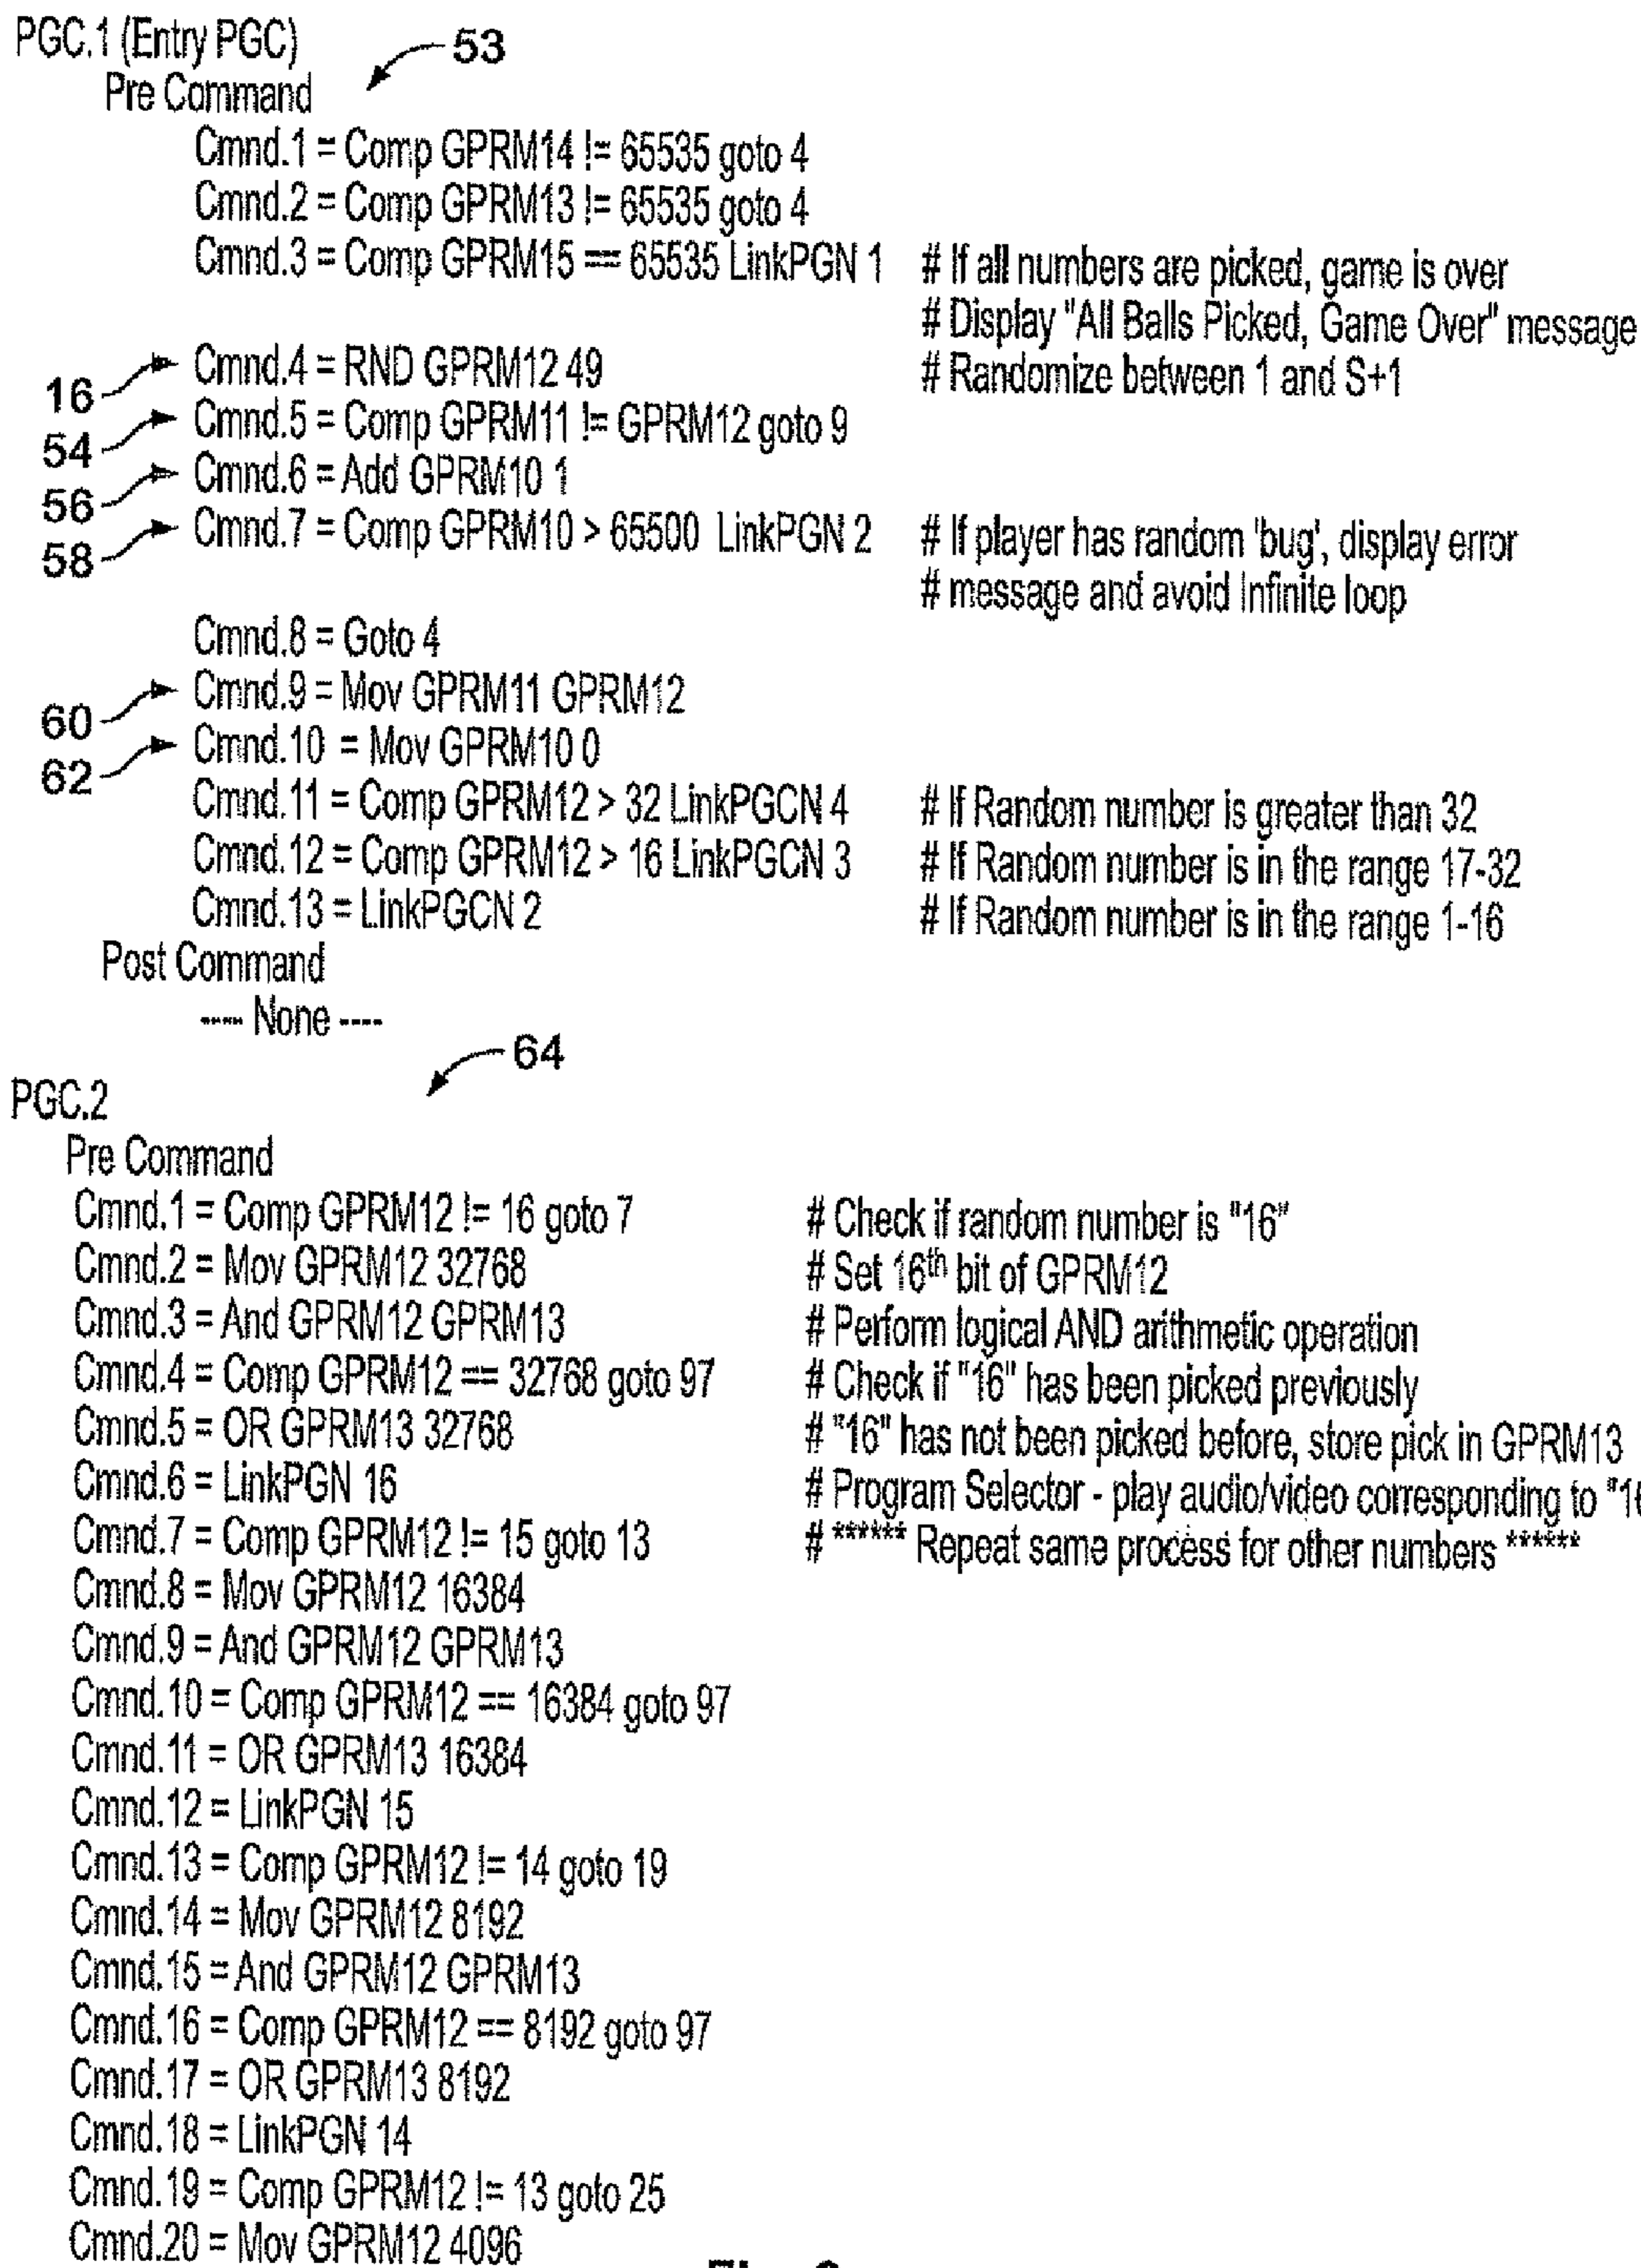 PGC.1 (Entry PGC)
53
Pre Command
Cmnd.1 = Comp GPRM14 != 65535 goto 4
Cmnd.2 = Comp GPRM13 != 65535 goto 4
Cmnd.3 = Comp GPRM15 == 65535 LinkPGN 1 # If all numbers are picked, game is over
# Display "All Balls Picked, Game Over" message
16 Cmnd.4 = RND GPRM12 49 # Randomize between 1 and S+1
54 Cmnd.5 = Comp GPRM11 != GPRM12 goto 9
56 Cmnd.6 = Add GPRM10 1
58 Cmnd.7 = Comp GPRM10 > 65500 LinkPGN 2 # If player has random 'bug', display error
# message and avoid Infinite loop
Cmnd.8 = Goto 4
60 Cmnd.9 = Mov GPRM11 GPRM12
62 Cmnd.10 = Mov GPRM10 0
Cmnd.11 = Comp GPRM12 > 32 LinkPGCN 4 # If Random number is greater than 32
Cmnd.12 = Comp GPRM12 > 16 LinkPGCN 3 # If Random number is in the range 17-32
Cmnd.13 = LinkPGCN 2 # If Random number is in the range 1-16
Post Command
---- None ----
64
PGC.2
Pre Command
Cmnd.1 = Comp GPRM12 != 16 goto 7 # Check if random number is "16"
Cmnd.2 = Mov GPRM12 32768 # Set 16th bit of GPRM12
Cmnd.3 = And GPRM12 GPRM13 # Perform logical AND arithmetic operation
Cmnd.4 = Comp GPRM12 == 32768 goto 97 # Check if "16" has been picked previously
Cmnd.5 = OR GPRM13 32768 # "16" has not been picked before, store pick in GPRM13
Cmnd.6 = LinkPGN 16 # Program Selector - play audio/video corresponding to
Cmnd.7 = Comp GPRM12 != 15 goto 13 # ****** Repeat same process for other numbers ******
Cmnd.8 = Mov GPRM12 16384
Cmnd.9 = And GPRM12 GPRM13
Cmnd.10 = Comp GPRM12 == 16384 goto 97
Cmnd.11 = OR GPRM13 16384
Cmnd.12 = LinkPGN 15
Cmnd.13 = Comp GPRM12 != 14 goto 19
Cmnd.14 = Mov GPRM12 8192
Cmnd.15 = And GPRM12 GPRM13
Cmnd.16 = Comp GPRM12 == 8192 goto 97
Cmnd.17 = OR GPRM13 8192
Cmnd.18 = LinkPGN 14
Cmnd.19 = Comp GPRM12 != 13 goto 25
Cmnd.20 = Mov GPRM12 4096